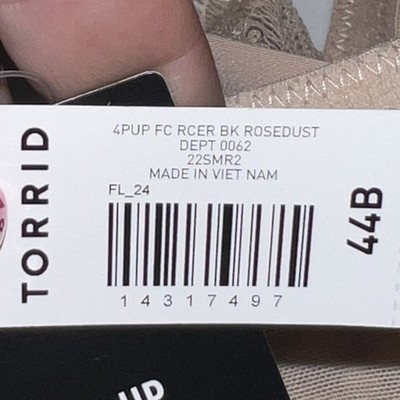 TORRID
4PUP FC RCER BK ROSEDUST
DEPT 0062
22SMR2
MADE IN VIET NAM
FL_24
14317497
44B
UP